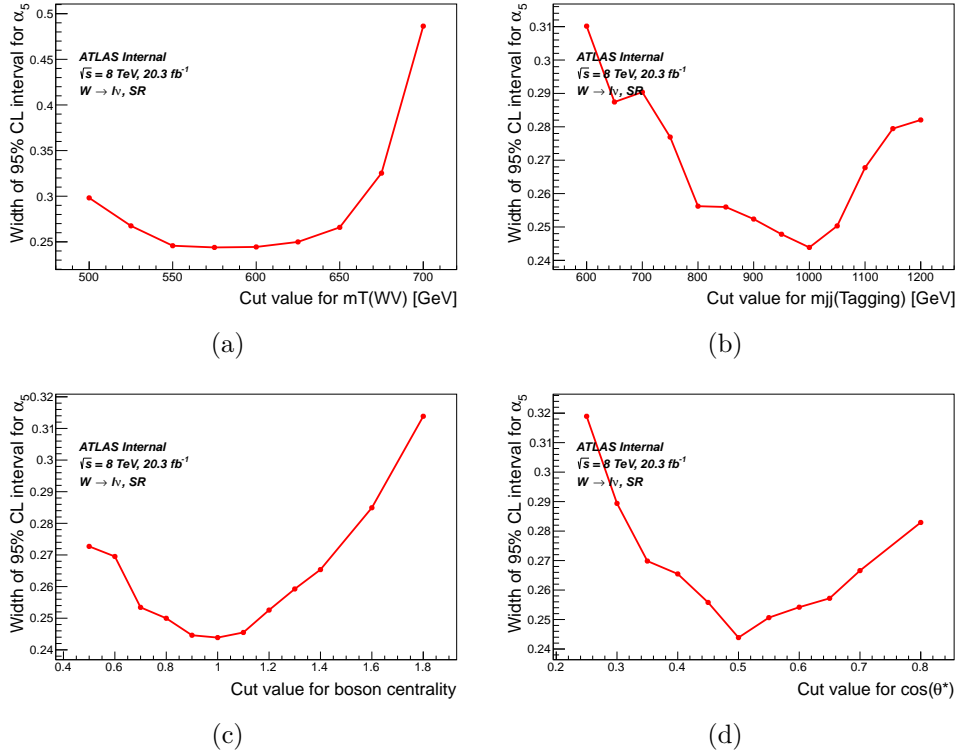 Width of 95% CL interval for α5
0.5
0.45
0.4
0.35
0.3
0.25
ATLAS Internal
√s = 8 TeV, 20.3 fb-1
W → lν, SR
500 550 600 650 700
Cut value for mT(WV) [GeV]
(a)
Width of 95% CL interval for α5
0.31
0.3
0.29
0.28
0.27
0.26
0.25
0.24
ATLAS Internal
√s = 8 TeV, 20.3 fb-1
W → lν, SR
600 700 800 900 1000 1100 1200
Cut value for mjj(Tagging) [GeV]
(b)
Width of 95% CL interval for α5
0.32
0.31
0.3
0.29
0.28
0.27
0.26
0.25
0.24
ATLAS Internal
√s = 8 TeV, 20.3 fb-1
W → lν, SR
0.4 0.6 0.8 1 1.2 1.4 1.6 1.8
Cut value for boson centrality
(c)
Width of 95% CL interval for α5
0.32
0.31
0.3
0.29
0.28
0.27
0.26
0.25
0.24
ATLAS Internal
√s = 8 TeV, 20.3 fb-1
W → lν, SR
0.2 0.3 0.4 0.5 0.6 0.7 0.8
Cut value for cos(θ*)
(d)